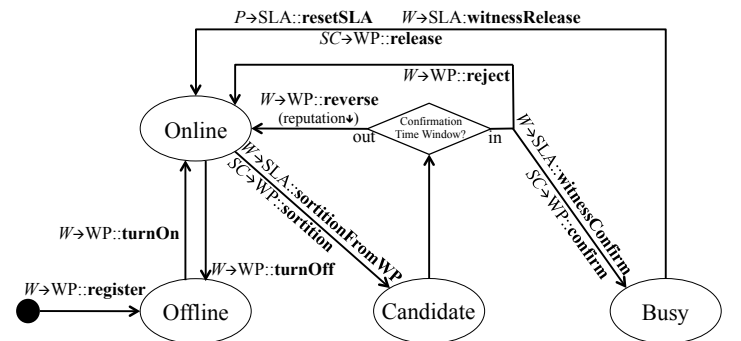 P→SLA::resetSLA W→SLA:witnessRelease
SC→WP::release
W→WP::reject
W→WP::reverse
(reputation↓)
Confirmation
Time Window?
out
in
Online
W→SLA::sortitionFromWP
SC→WP::sortition
W→SLA::witnessConfirm
SC→WP::confirm
W→WP::turnOn
W→WP::turnOff
W→WP::register
Offline
Candidate
Busy